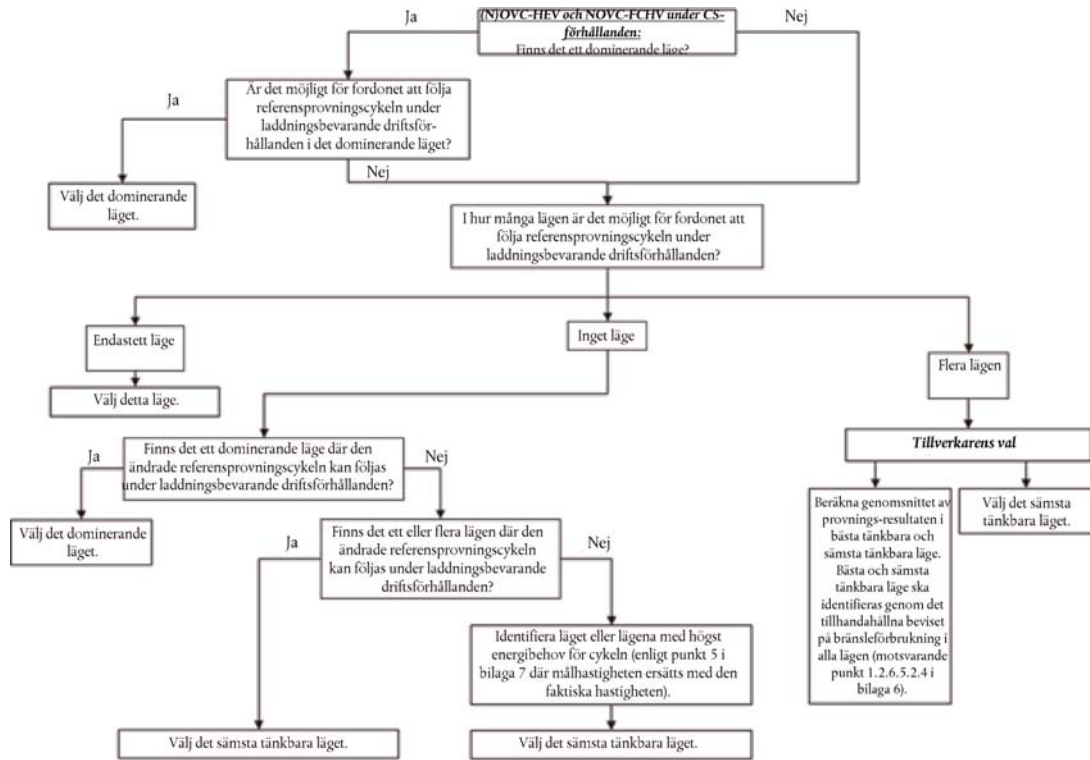 Ja
(N)OVC-HEV och NOVC-FCHV under CS-
förhållanden:
Finns det ett dominerande läge?
Nej
Är det möjligt för fordonet att följa
referensprovningscykeln under
laddningsbevarande driftsför-
hållanden i det dominerande läget?
Ja
Nej
Välj det dominerande
läget.
I hur många lägen är det möjligt för fordonet att
följa referensprovningscykeln under
laddningsbevarande driftsförhållanden?
Endastett läge
Inget läge
Flera lägen
Välj detta läge.
Tillverkarens val
Finns det ett dominerande läge där den
ändrade referensprovningscykeln kan följas
under laddningsbevarande driftsförhållanden?
Ja
Nej
Välj det dominerande
läget.
Beräkna genomsnittet av
provnings-resultaten i
bästa tänkbara och
sämsta tänkbara läge.
Bästa och sämsta
tänkbara läge ska
identifieras genom det
tillhandahållna beviset
på bränsleförbrukning i
alla lägen (motsvarande
punkt 1.2.6.5.2.4 i
bilaga 6).
Välj det sämsta
tänkbara läget.
Finns det ett eller flera lägen där den
ändrade referensprovningscykeln
kan följas under laddningsbevarande
driftsförhållanden?
Ja
Nej
Identifiera läget eller lägena med högst
energibehov för cykeln (enligt punkt 5 i
bilaga 7 där målhastigheten ersätts med den
faktiska hastigheten).
Välj det sämsta tänkbara läget.
Välj det sämsta tänkbara läget.